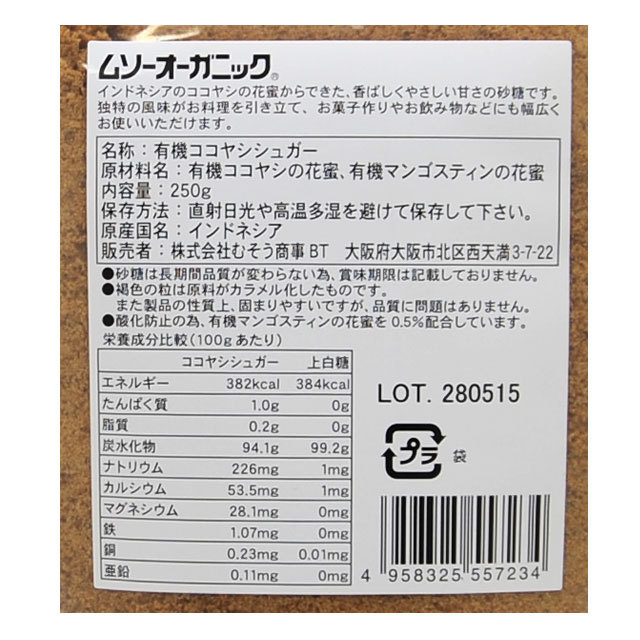 ムソーオーガニック®
インドネシアのココヤシの花蜜からできた、香ばしくやさしい甘さの砂糖です。
独特の風味がお料理を引き立て、お菓子作りやお飲み物などにも幅広く
お使いいただけます。
名称：有機ココヤシシュガー
原材料名：有機ココヤシの花蜜、有機マンゴスティンの花蜜
内容量：250g
保存方法：直射日光や高温多湿を避けて保存して下さい。
原産国名：インドネシア
販売者：株式会社むそう商事BT 大阪府大阪市北区西天満3-7-22
●砂糖は長期間品質が変わらない為、賞味期限は記載しておりません。
●褐色の粒は原料がカラメル化したものです。
また製品の性質上、固まりやすいですが、品質に問題はありません。
●酸化防止の為、有機マンゴスティンの花蜜を0.5%配合しています。
栄養成分比較(100gあたり)
ココヤシシュガー 上白糖
エネルギー 382kcal 384kcal
たんぱく質 1.0g 0g
脂質 0.2g 0g
炭水化物 94.1g 99.2g
ナトリウム 226mg 1mg
カルシウム 53.5mg 1mg
マグネシウム 28.1mg 0mg
鉄 1.07mg 0mg
銅 0.23mg 0.01mg
亜鉛 0.11mg 0mg
LOT. 280515
プラ 袋
4 958325 557234